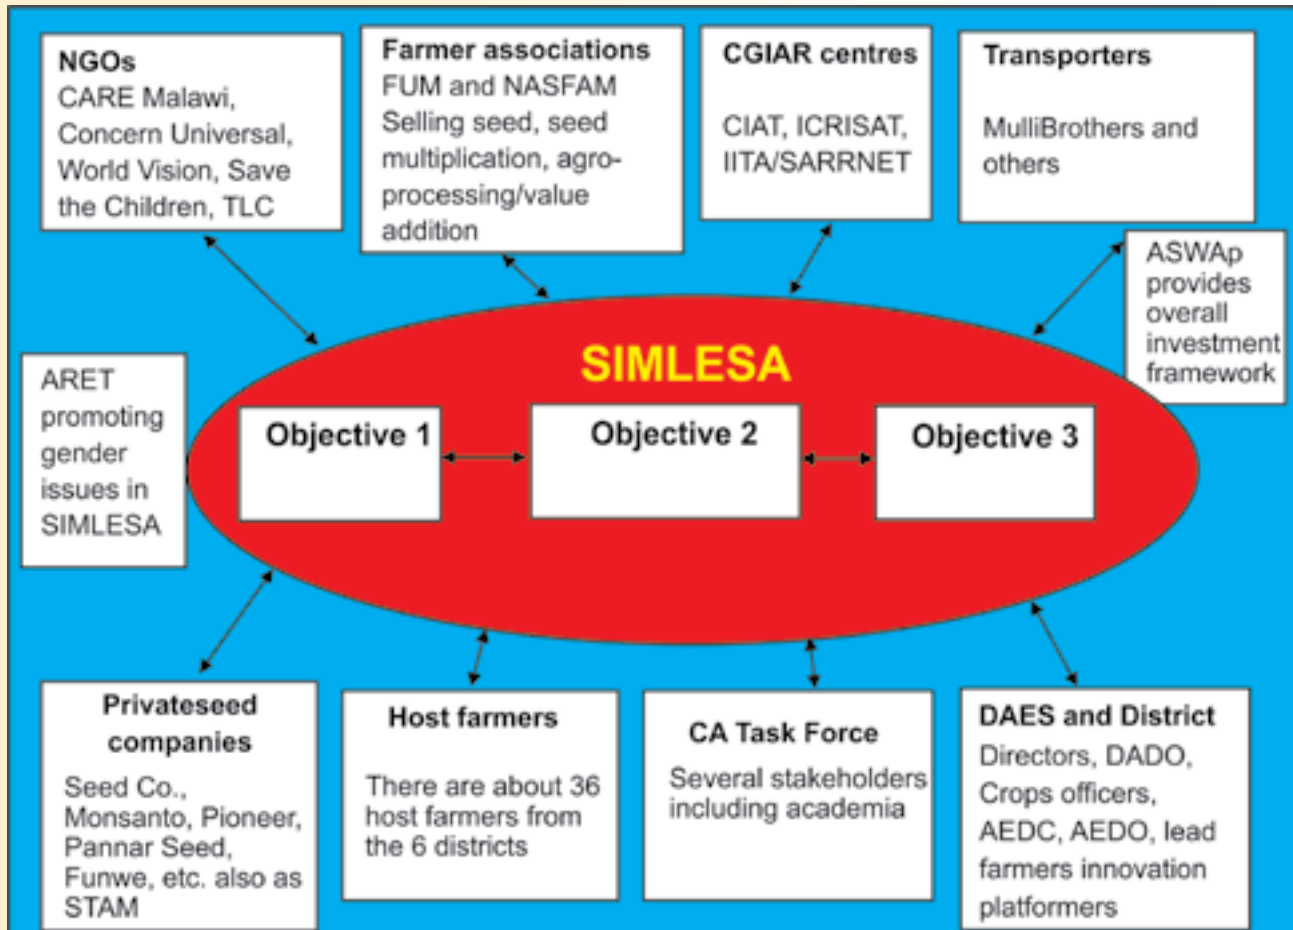 NGOs
CARE Malawi,
Concern Universal,
World Vision, Save
the Children, TLC
Farmer associations
FUM and NASFAM
Selling seed, seed
multiplication, agro-
processing/value
addition
CGIAR centres
CIAT, ICRISAT,
IITA/SARRNET
Transporters
MulliBrothers and
others
ASWAp
provides
overall
investment
framework
ARET
promoting
gender
issues in
SIMLESA
SIMLESA
Objective 1
Objective 2
Objective 3
Privateseed
companies
Seed Co.,
Monsanto, Pioneer,
Pannar Seed,
Funwe, etc. also as
STAM
Host farmers
There are about 36
host farmers from
the 6 districts
CA Task Force
Several stakeholders
including academia
DAES and District
Directors, DADO,
Crops officers,
AEDC, AEDO, lead
farmers innovation
platformers